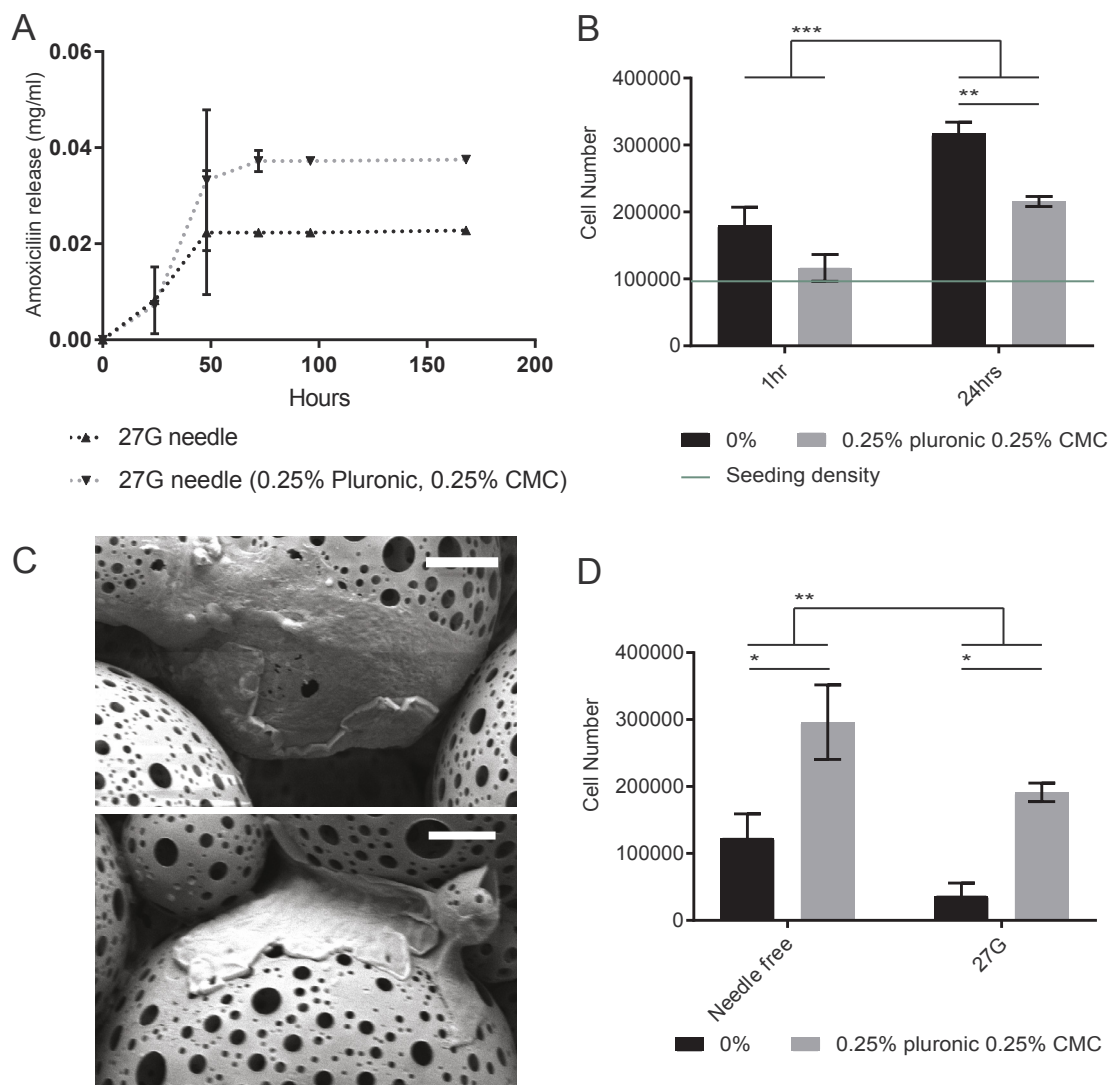 A
Amoxicillin release (mg/ml)
0.06
0.04
0.02
0.00
0 50 100 150 200
Hours
27G needle
27G needle (0.25% Pluronic, 0.25% CMC)
B
***
**
Cell Number
400000
300000
200000
100000
0
1hr 24hrs
0% 0.25% pluronic 0.25% CMC
Seeding density
C
D
**
* *
Cell Number
400000
300000
200000
100000
0
Needle free 27G
0% 0.25% pluronic 0.25% CMC